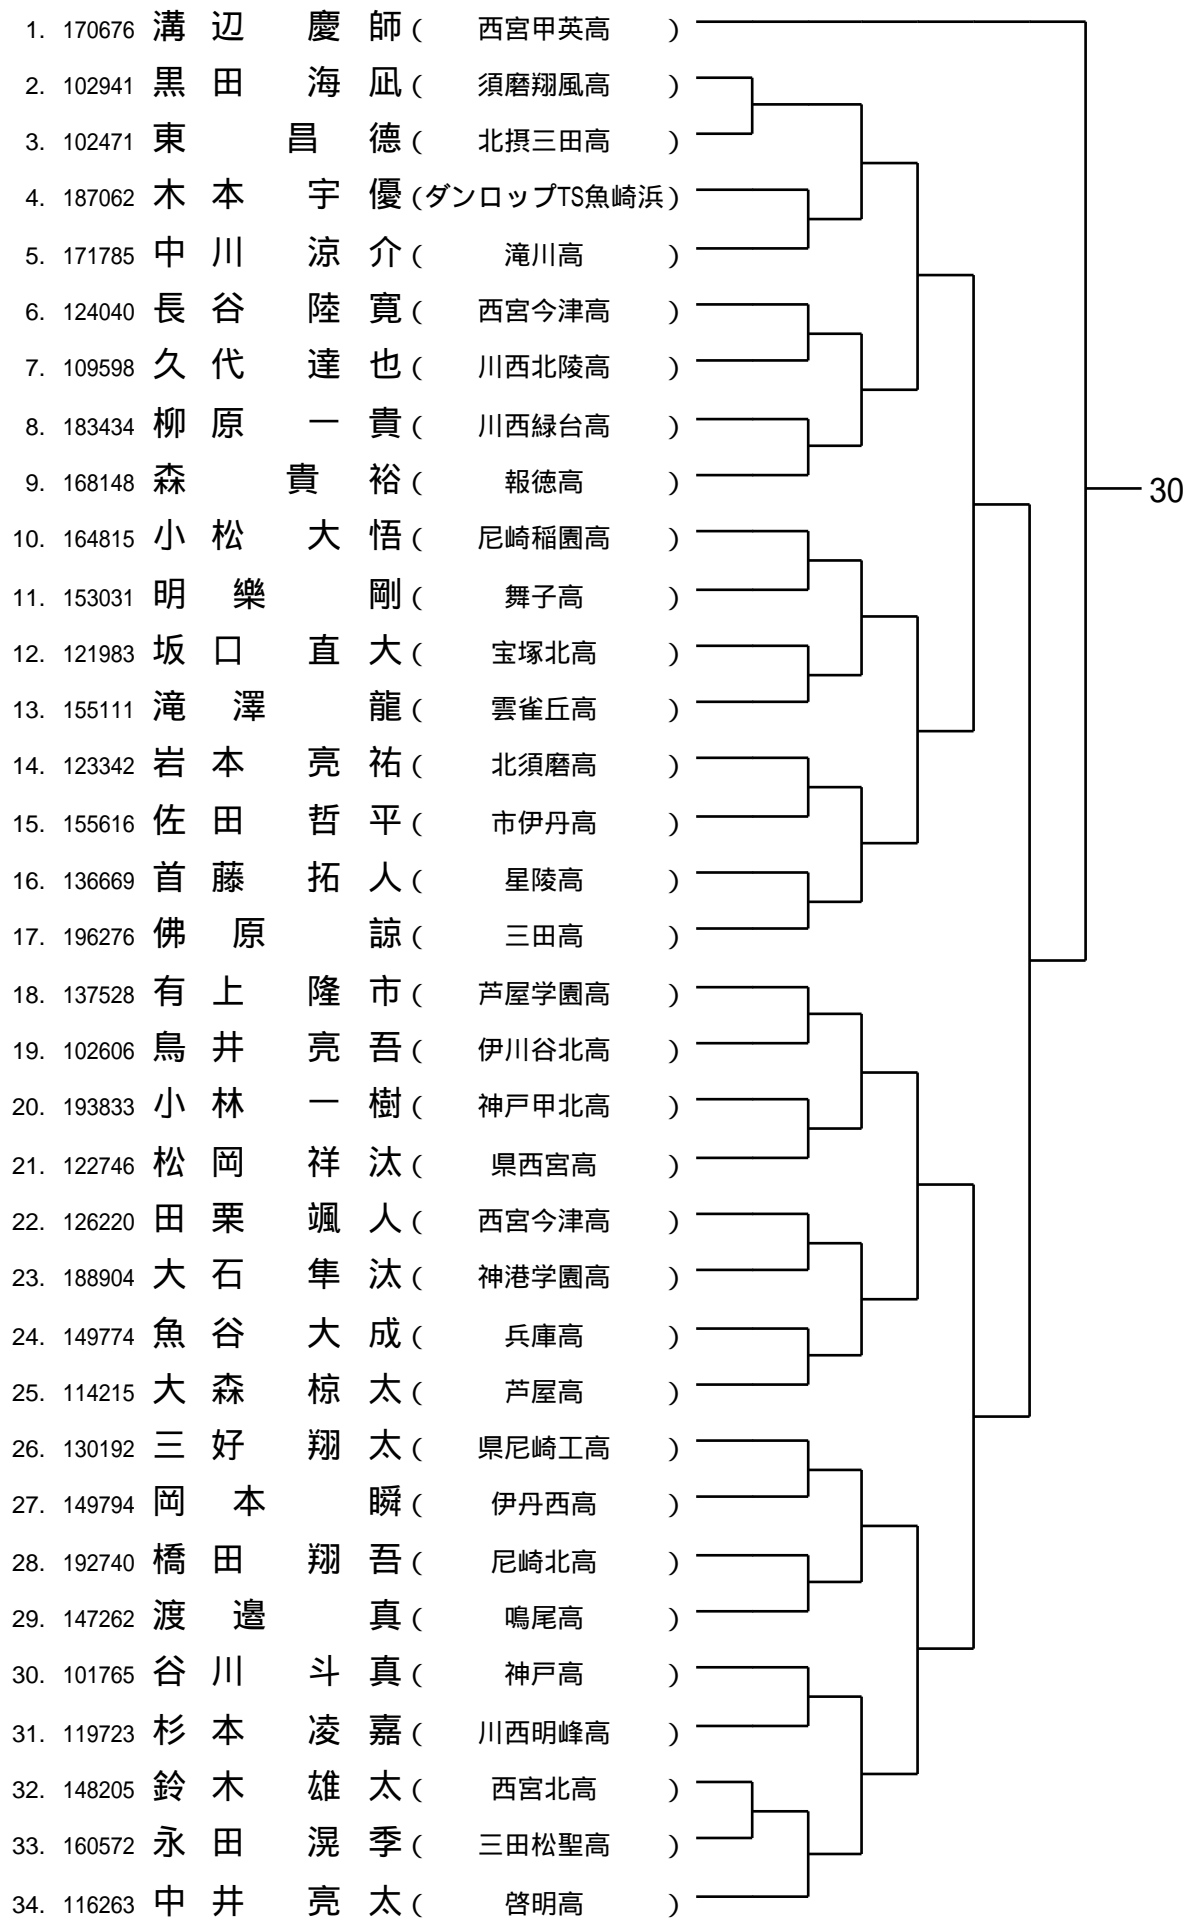 1. 170676 溝辺 慶師 ( 西宮甲英高 )
2. 102941 黒田 海凪 ( 須磨翔風高 )
3. 102471 東 昌德 ( 北摂三田高 )
4. 187062 木本 宇優 (ダンロップTS魚崎浜)
5. 171785 中川 涼介 ( 滝川高 )
6. 124040 長谷 陸寛 ( 西宮今津高 )
7. 109598 久代 達也 ( 川西北陵高 )
8. 183434 柳原 一貴 ( 川西緑台高 )
9. 168148 森 貴裕 ( 報徳高 )
30
10. 164815 小松 大悟 ( 尼崎稲園高 )
11. 153031 明樂 剛 ( 舞子高 )
12. 121983 坂口 直大 ( 宝塚北高 )
13. 155111 滝澤 龍 ( 雲雀丘高 )
14. 123342 岩本 亮祐 ( 北須磨高 )
15. 155616 佐田 哲平 ( 市伊丹高 )
16. 136669 首藤 拓人 ( 星陵高 )
17. 196276 佛原 諒 ( 三田高 )
18. 137528 有上 隆市 ( 芦屋学園高 )
19. 102606 鳥井 亮吾 ( 伊川谷北高 )
20. 193833 小林 一樹 ( 神戸甲北高 )
21. 122746 松岡 祥汰 ( 県西宮高 )
22. 126220 田栗 颯人 ( 西宮今津高 )
23. 188904 大石 隼汰 ( 神港学園高 )
24. 149774 魚谷 大成 ( 兵庫高 )
25. 114215 大森 椋太 ( 芦屋高 )
26. 130192 三好 翔太 ( 県尼崎工高 )
27. 149794 岡本 瞬 ( 伊丹西高 )
28. 192740 橋田 翔吾 ( 尼崎北高 )
29. 147262 渡邉 真 ( 鳴尾高 )
30. 101765 谷川 斗真 ( 神戸高 )
31. 119723 杉本 凌嘉 ( 川西明峰高 )
32. 148205 鈴木 雄太 ( 西宮北高 )
33. 160572 永田 滉季 ( 三田松聖高 )
34. 116263 中井 亮太 ( 啓明高 )